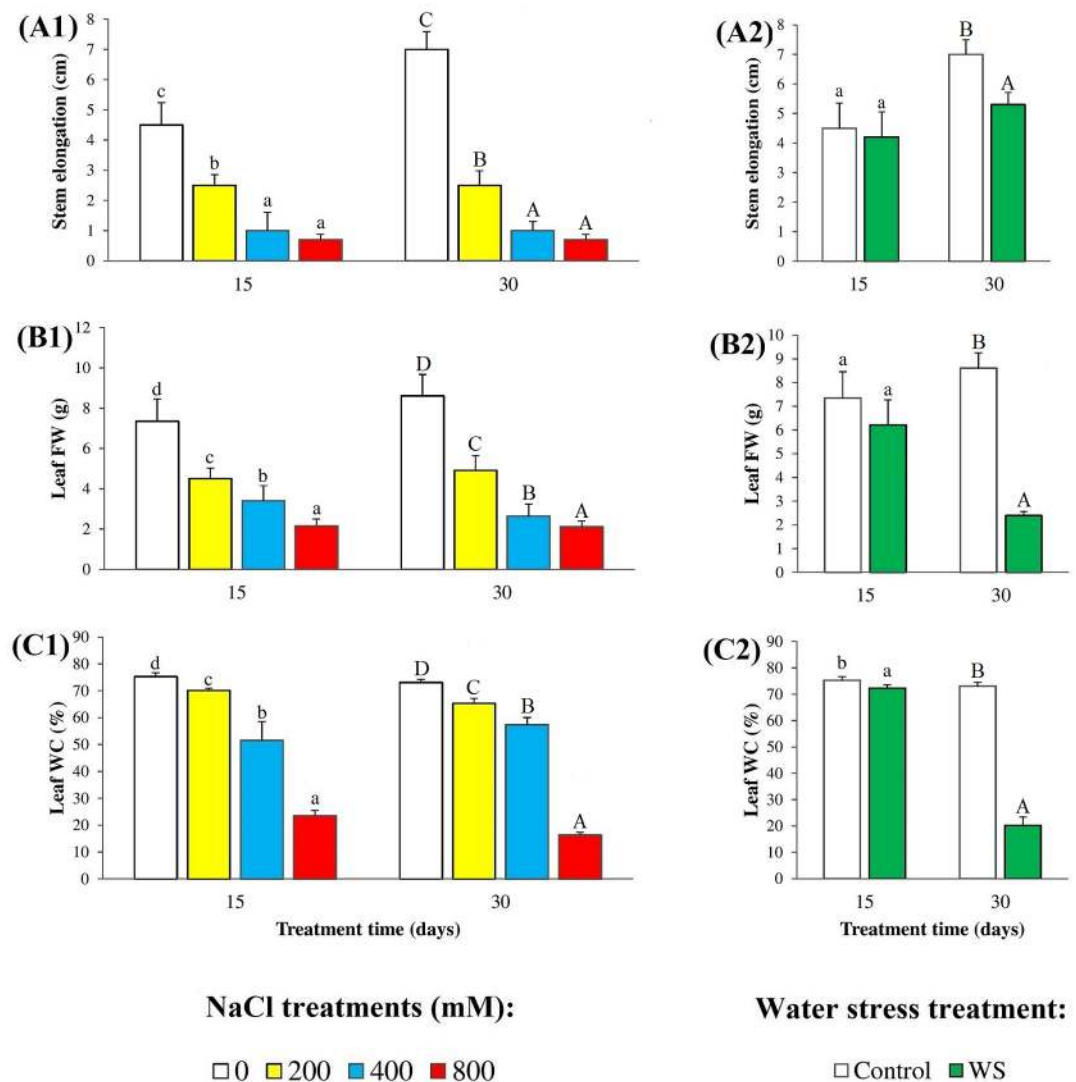 (A1)
Stem elongation (cm)
8
7
6
5
4
3
2
1
0
c
b
a
a
C
B
A
A
15
30
(A2)
Stem elongation (cm)
8
7
6
5
4
3
2
1
0
a
a
B
A
15
30
(B1)
Leaf FW (g)
12
10
8
6
4
2
0
d
c
b
a
D
C
B
A
15
30
(B2)
Leaf FW (g)
10
9
8
7
6
5
4
3
2
1
0
a
a
B
A
15
30
(C1)
Leaf WC (%)
90
80
70
60
50
40
30
20
10
0
d
c
b
a
D
C
B
A
15
30
Treatment time (days)
(C2)
Leaf WC (%)
90
80
70
60
50
40
30
20
10
0
b
a
B
A
15
30
Treatment time (days)
NaCl treatments (mM):
0 200 400 800
Water stress treatment:
Control WS